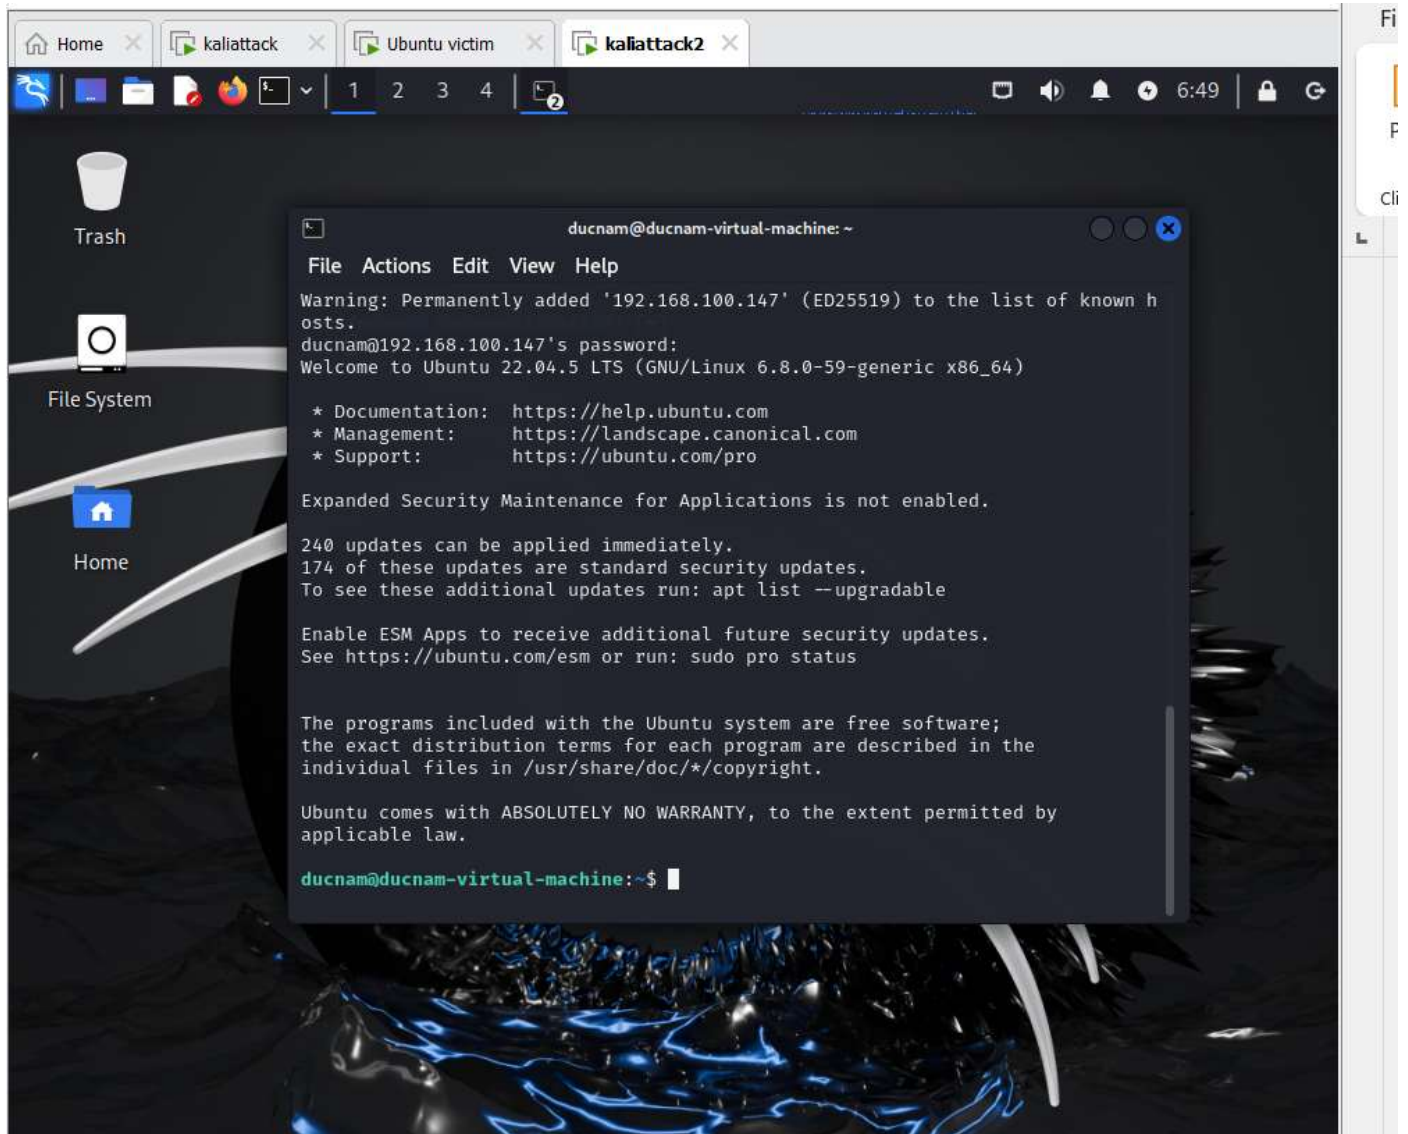 Home
kaliattack
Ubuntu victim
kaliattack2
Fi
1 2 3 4
2
6:49
P
Cli
Trash
File System
Home
ducnam@ducnam-virtual-machine: ~
File Actions Edit View Help
Warning: Permanently added '192.168.100.147' (ED25519) to the list of known h
osts.
ducnam@192.168.100.147's password:
Welcome to Ubuntu 22.04.5 LTS (GNU/Linux 6.8.0-59-generic x86_64)
* Documentation: https://help.ubuntu.com
* Management: https://landscape.canonical.com
* Support: https://ubuntu.com/pro
Expanded Security Maintenance for Applications is not enabled.
240 updates can be applied immediately.
174 of these updates are standard security updates.
To see these additional updates run: apt list --upgradable
Enable ESM Apps to receive additional future security updates.
See https://ubuntu.com/esm or run: sudo pro status
The programs included with the Ubuntu system are free software;
the exact distribution terms for each program are described in the
individual files in /usr/share/doc/*/copyright.
Ubuntu comes with ABSOLUTELY NO WARRANTY, to the extent permitted by
applicable law.
ducnam@ducnam-virtual-machine:~$